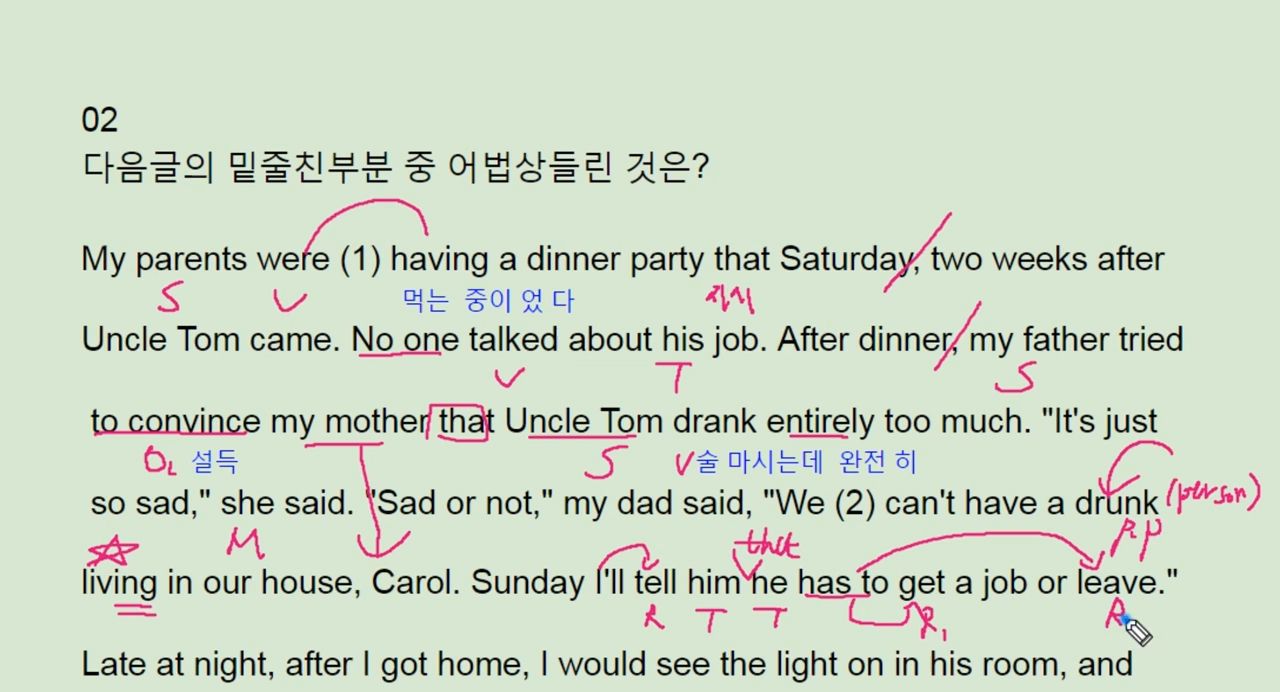 02
다음글의 밑줄친부분 중 어법상들린 것은?
My parents were (1) having a dinner party that Saturday, two weeks after
S V 먹는 중이 었 다 지시
Uncle Tom came. No one talked about his job. After dinner, my father tried
V T S
to convince my mother that Uncle Tom drank entirely too much. "It's just
O 설득 S V 술 마시는데 완전 히
so sad," she said. "Sad or not," my dad said, "We (2) can't have a drunk (person)
M that PP
living in our house, Carol. Sunday I'll tell him he has to get a job or leave."
R T T R1 R
Late at night, after I got home, I would see the light on in his room, and